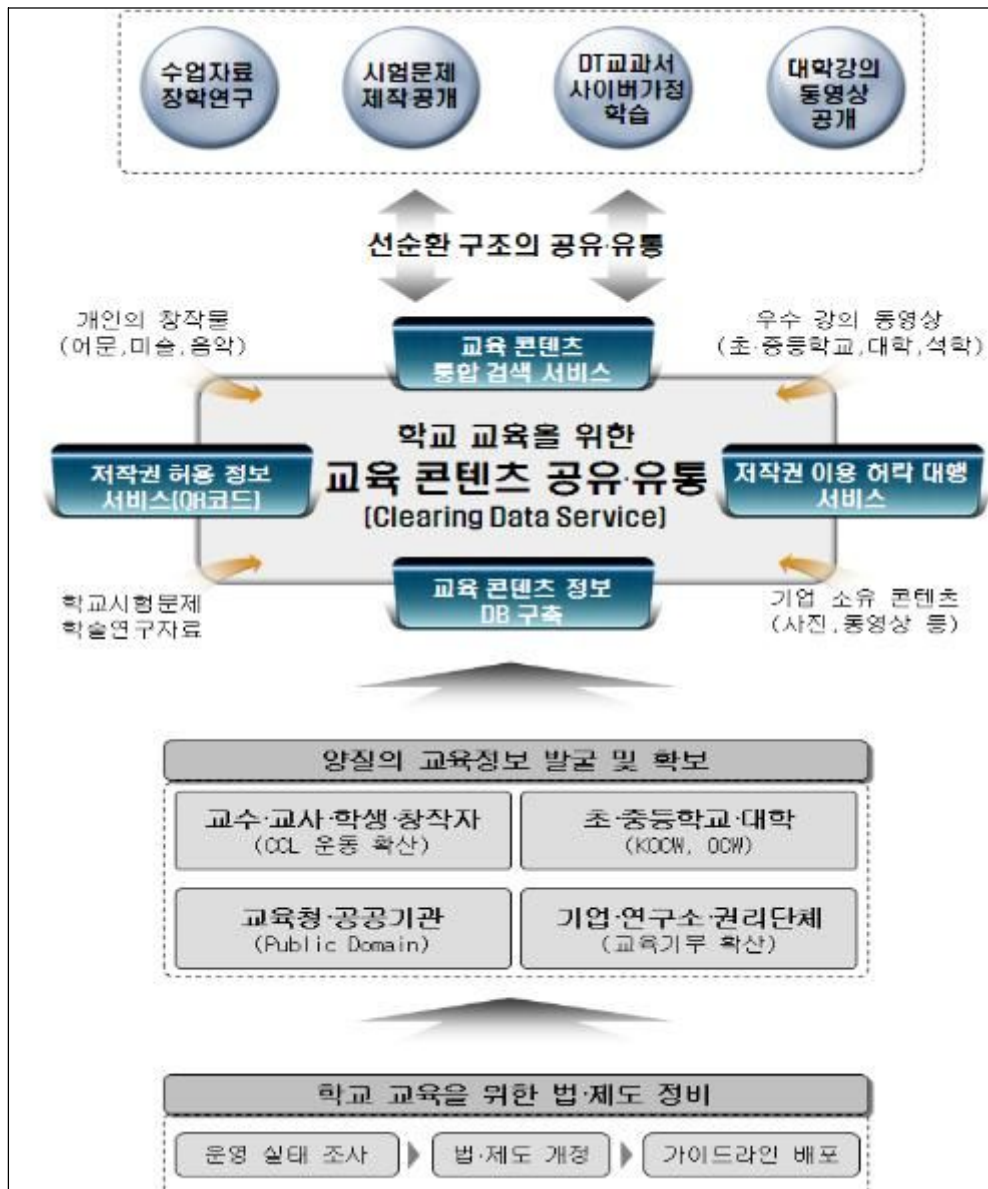 수업자료
장학연구
시험문제
제작공개
DT교과서
사이버가정
학습
대학강의
동영상
공개
선순환 구조의 공유·유통
개인의 창작물
(어문,미술,음악)
우수 강의 동영상
(초·중등학교,대학,석학)
교육 콘텐츠
통합 검색 서비스
학교 교육을 위한
교육 콘텐츠 공유·유통
(Clearing Data Service)
저작권 허용 정보
서비스(QR코드)
저작권 이용 허락 대행
서비스
교육 콘텐츠 정보
DB 구축
학교시험문제
학술연구자료
기업 소유 콘텐츠
(사진,동영상 등)
양질의 교육정보 발굴 및 확보
교수·교사·학생·창작자
(CCL 운동 확산)
초·중등학교·대학
(KOCW, OCW)
교육청·공공기관
(Public Domain)
기업·연구소·권리단체
(교육기부 확산)
학교 교육을 위한 법·제도 정비
운영 실태 조사
법·제도 개정
가이드라인 배포